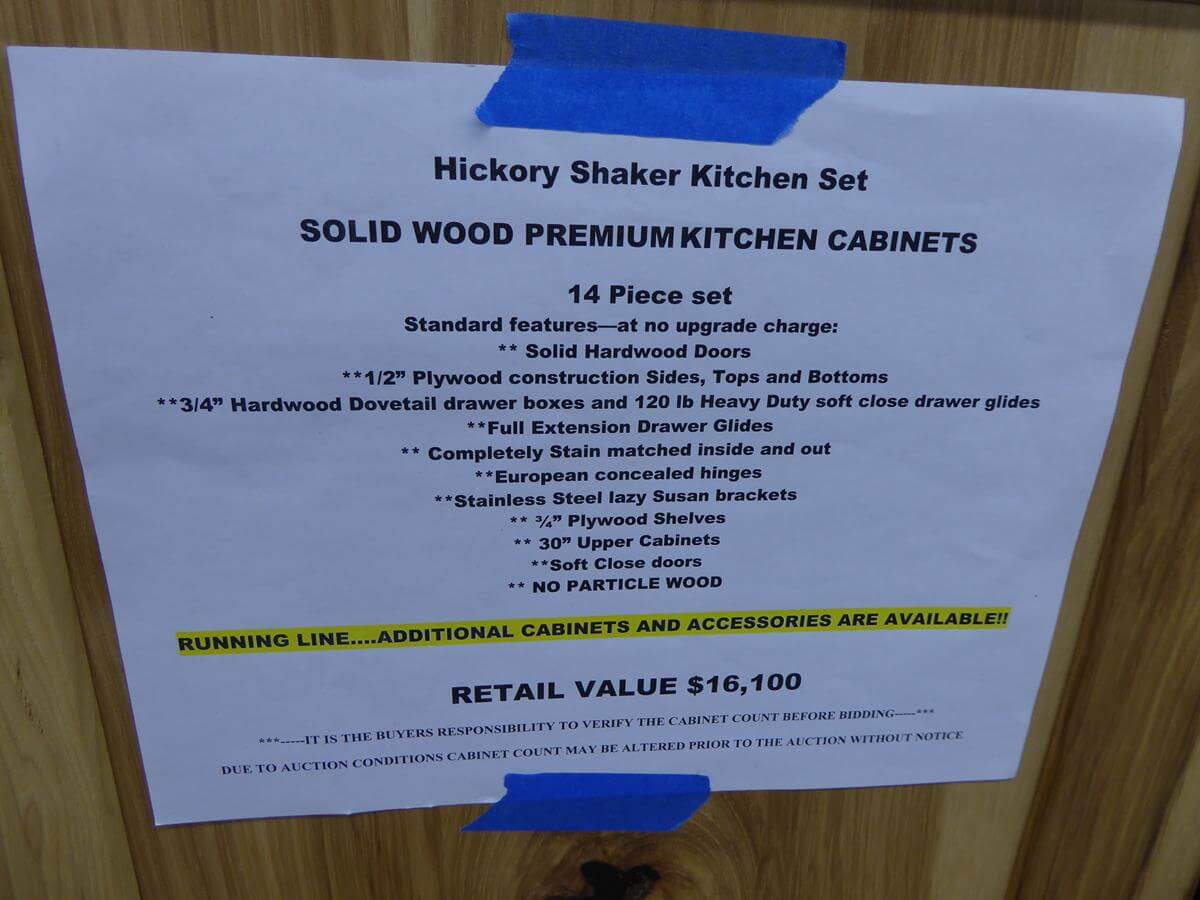 Hickory Shaker Kitchen Set
SOLID WOOD PREMIUM KITCHEN CABINETS
14 Piece set
Standard features—at no upgrade charge:
** Solid Hardwood Doors
**1/2” Plywood construction Sides, Tops and Bottoms
**3/4” Hardwood Dovetail drawer boxes and 120 lb Heavy Duty soft close drawer glides
**Full Extension Drawer Glides
** Completely Stain matched inside and out
**European concealed hinges
**Stainless Steel lazy Susan brackets
** ¾” Plywood Shelves
** 30” Upper Cabinets
**Soft Close doors
** NO PARTICLE WOOD
RUNNING LINE....ADDITIONAL CABINETS AND ACCESSORIES ARE AVAILABLE!!
RETAIL VALUE $16,100
***-----IT IS THE BUYERS RESPONSIBILITY TO VERIFY THE CABINET COUNT BEFORE BIDDING-----***
DUE TO AUCTION CONDITIONS CABINET COUNT MAY BE ALTERED PRIOR TO THE AUCTION WITHOUT NOTICE